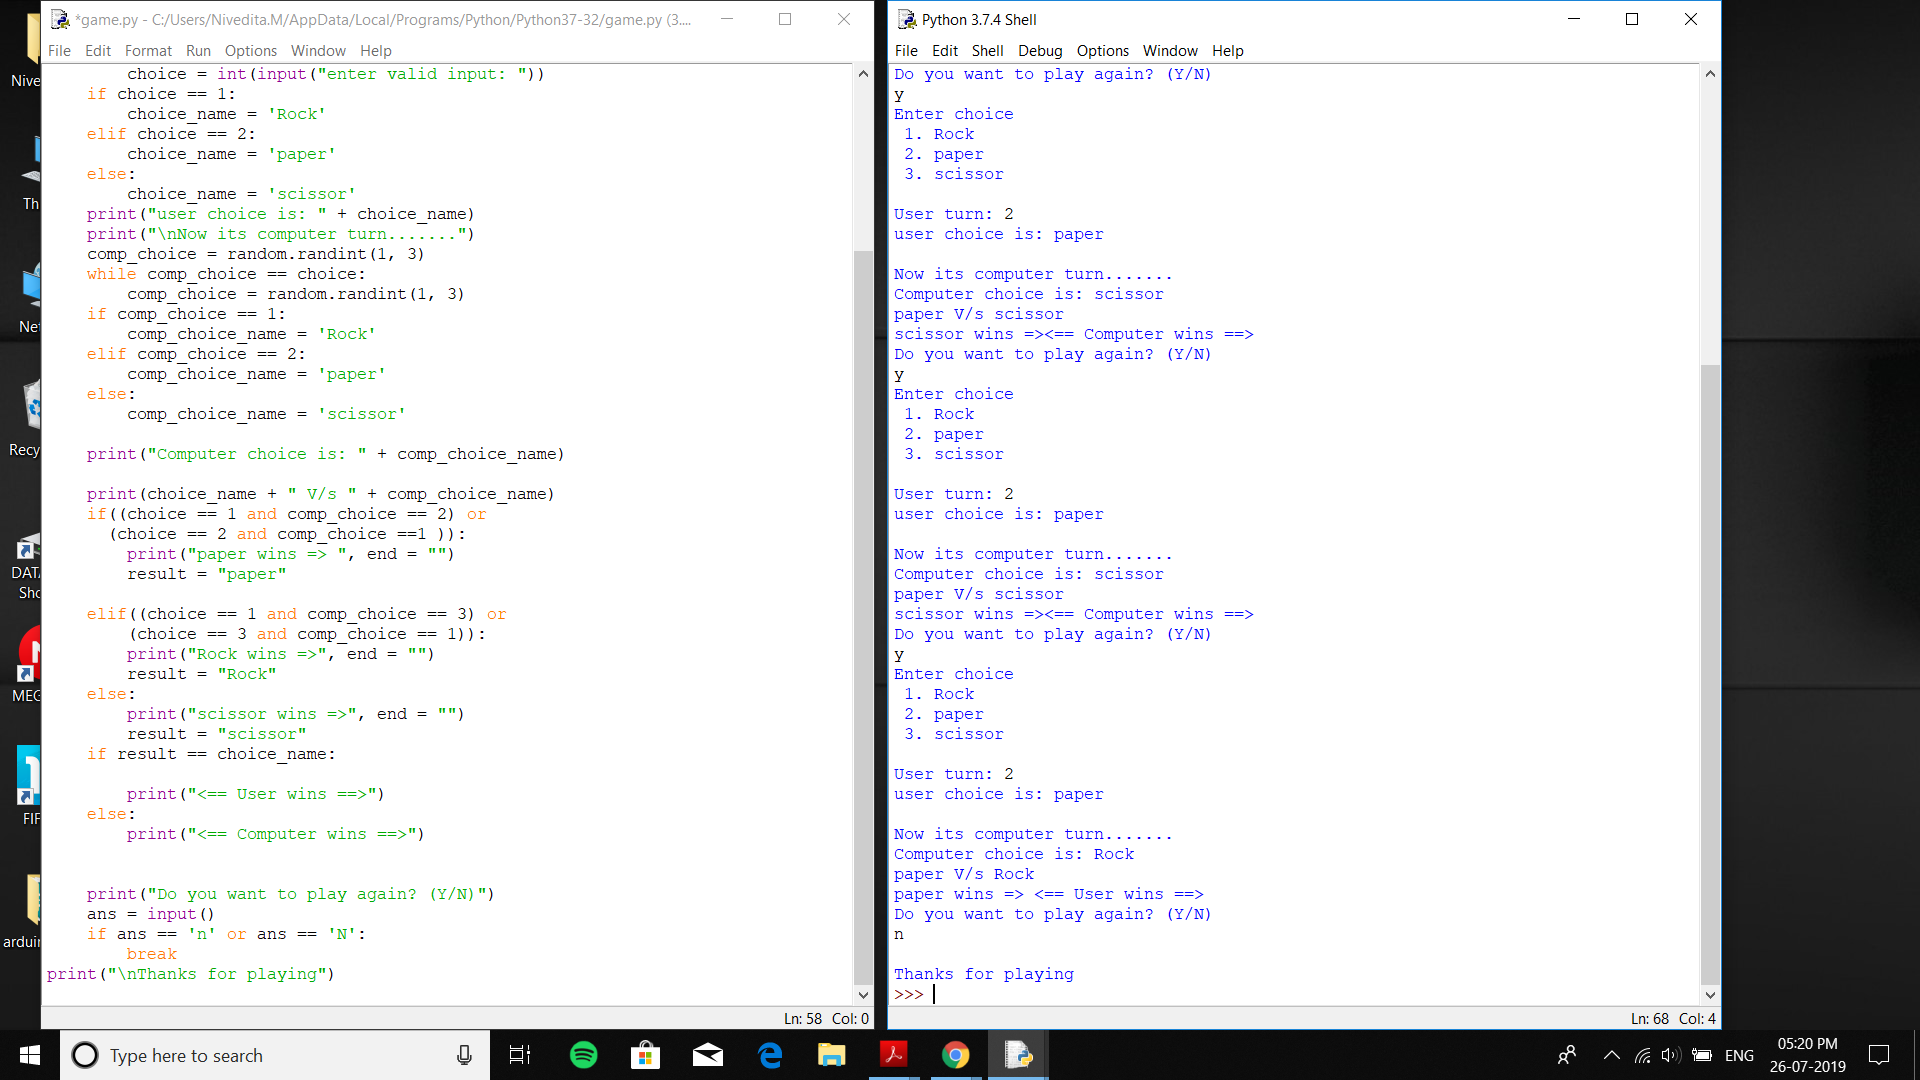 *game.py - C:/Users/Nivedita.M/AppData/Local/Programs/Python/Python37-32/game.py (3....
File Edit Format Run Options Window Help
        choice = int(input("enter valid input: "))
    if choice == 1:
        choice_name = 'Rock'
    elif choice == 2:
        choice_name = 'paper'
    else:
        choice_name = 'scissor'
    print("user choice is: " + choice_name)
    print("\nNow its computer turn.......")
    comp_choice = random.randint(1, 3)
    while comp_choice == choice:
        comp_choice = random.randint(1, 3)
    if comp_choice == 1:
        comp_choice_name = 'Rock'
    elif comp_choice == 2:
        comp_choice_name = 'paper'
    else:
        comp_choice_name = 'scissor'
    print("Computer choice is: " + comp_choice_name)
    print(choice_name + " V/s " + comp_choice_name)
    if((choice == 1 and comp_choice == 2) or
      (choice == 2 and comp_choice ==1 )):
        print("paper wins => ", end = "")
        result = "paper"
    elif((choice == 1 and comp_choice == 3) or
        (choice == 3 and comp_choice == 1)):
        print("Rock wins =>", end = "")
        result = "Rock"
    else:
        print("scissor wins =>", end = "")
        result = "scissor"
    if result == choice_name:
        print("<== User wins ==>")
    else:
        print("<== Computer wins ==>")
    print("Do you want to play again? (Y/N)")
    ans = input()
    if ans == 'n' or ans == 'N':
        break
print("\nThanks for playing")
Ln: 58 Col: 0
Python 3.7.4 Shell
File Edit Shell Debug Options Window Help
Do you want to play again? (Y/N)
y
Enter choice
 1. Rock
 2. paper
 3. scissor
User turn: 2
user choice is: paper
Now its computer turn.......
Computer choice is: scissor
paper V/s scissor
scissor wins =><== Computer wins ==>
Do you want to play again? (Y/N)
y
Enter choice
 1. Rock
 2. paper
 3. scissor
User turn: 2
user choice is: paper
Now its computer turn.......
Computer choice is: scissor
paper V/s scissor
scissor wins =><== Computer wins ==>
Do you want to play again? (Y/N)
y
Enter choice
 1. Rock
 2. paper
 3. scissor
User turn: 2
user choice is: paper
Now its computer turn.......
Computer choice is: Rock
paper V/s Rock
paper wins => <== User wins ==>
Do you want to play again? (Y/N)
n
Thanks for playing
>>>
Ln: 68 Col: 4
Nive
Th
Net
Recy
DAT
Sho
MEG
FIF
arduin
Type here to search
ENG
05:20 PM
26-07-2019